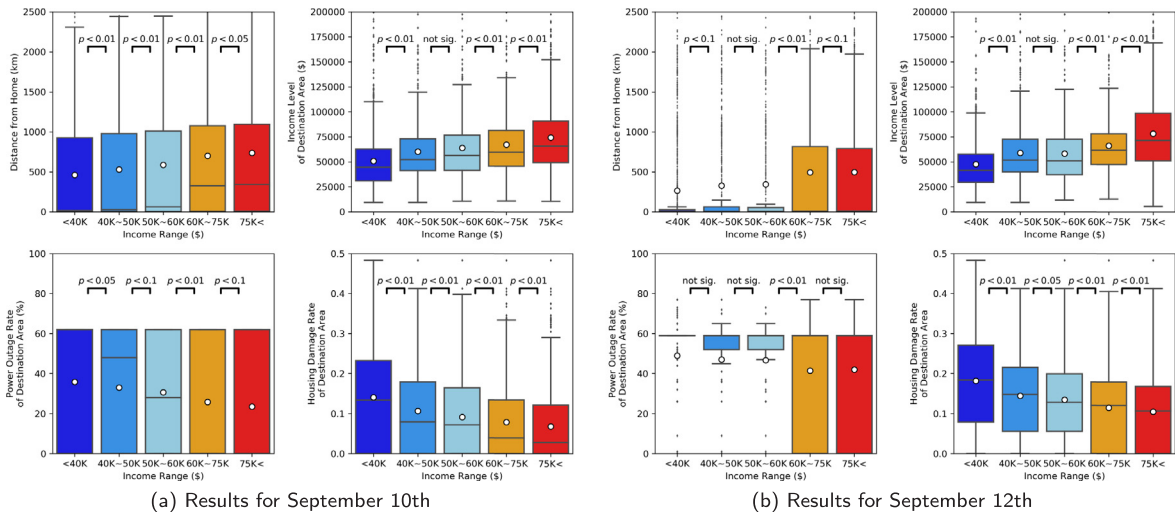 2500
2000
1500
1000
500
0
Distance from Home (km)
p < 0.01
p < 0.01
p < 0.01
p < 0.05
<40K
40K~50K
50K~60K
60K~75K
75K<
Income Range ($)
200000
175000
150000
125000
100000
75000
50000
25000
0
Income Level
of Destination Area ($)
p < 0.01
not sig.
p < 0.01
p < 0.01
<40K
40K~50K
50K~60K
60K~75K
75K<
Income Range ($)
100
80
60
40
20
0
Power Outage Rate
of Destination Area (%)
p < 0.05
p < 0.1
p < 0.01
p < 0.1
<40K
40K~50K
50K~60K
60K~75K
75K<
Income Range ($)
0.5
0.4
0.3
0.2
0.1
0.0
Housing Damage Rate
of Destination Area
p < 0.01
p < 0.01
p < 0.01
p < 0.01
<40K
40K~50K
50K~60K
60K~75K
75K<
Income Range ($)
(a) Results for September 10th
2500
2000
1500
1000
500
0
Distance from Home (km)
p < 0.1
not sig.
p < 0.01
p < 0.1
<40K
40K~50K
50K~60K
60K~75K
75K<
Income Range ($)
200000
175000
150000
125000
100000
75000
50000
25000
0
Income Level
of Destination Area ($)
p < 0.01
not sig.
p < 0.01
p < 0.01
<40K
40K~50K
50K~60K
60K~75K
75K<
Income Range ($)
100
80
60
40
20
0
Power Outage Rate
of Destination Area (%)
not sig.
not sig.
p < 0.01
not sig.
<40K
40K~50K
50K~60K
60K~75K
75K<
Income Range ($)
0.5
0.4
0.3
0.2
0.1
0.0
Housing Damage Rate
of Destination Area
p < 0.01
p < 0.05
p < 0.01
p < 0.01
<40K
40K~50K
50K~60K
60K~75K
75K<
Income Range ($)
(b) Results for September 12th